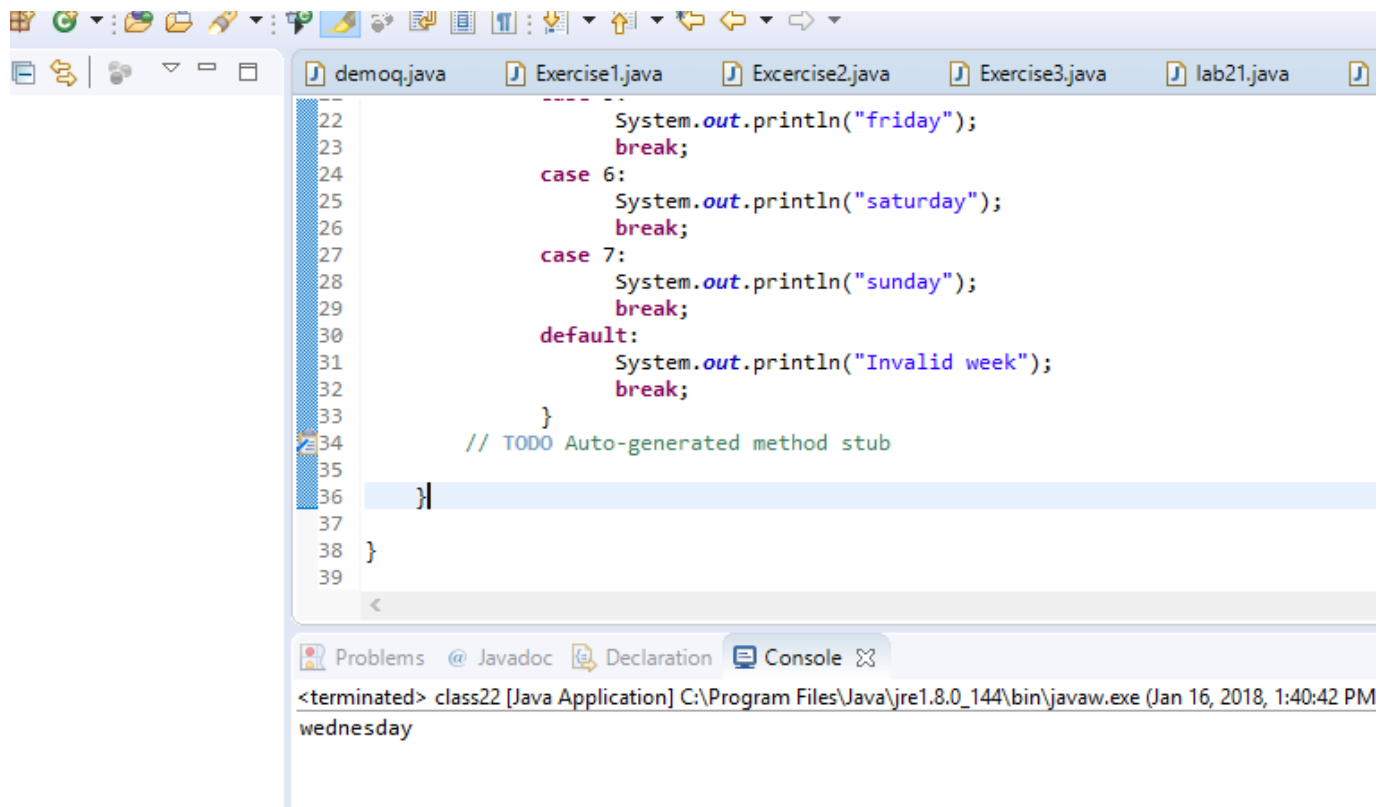 demoq.java Exercise1.java Excercise2.java Exercise3.java lab21.java
22 System.out.println("friday");
23 break;
24 case 6:
25 System.out.println("saturday");
26 break;
27 case 7:
28 System.out.println("sunday");
29 break;
30 default:
31 System.out.println("Invalid week");
32 break;
33 }
34 // TODO Auto-generated method stub
35
36 }
37
38 }
39
Problems @ Javadoc Declaration Console
<terminated> class22 [Java Application] C:\Program Files\Java\jre1.8.0_144\bin\javaw.exe (Jan 16, 2018, 1:40:42 PM
wednesday